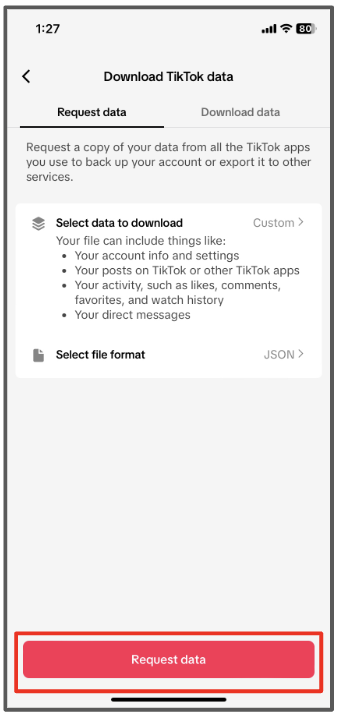 1:27
80
Download TikTok data
Request data
Download data
Request a copy of your data from all the TikTok apps
you use to back up your account or export it to other
services.
Select data to download
Custom >
Your file can include things like:
• Your account info and settings
• Your posts on TikTok or other TikTok apps
• Your activity, such as likes, comments,
favorites, and watch history
• Your direct messages
Select file format
JSON >
Request data